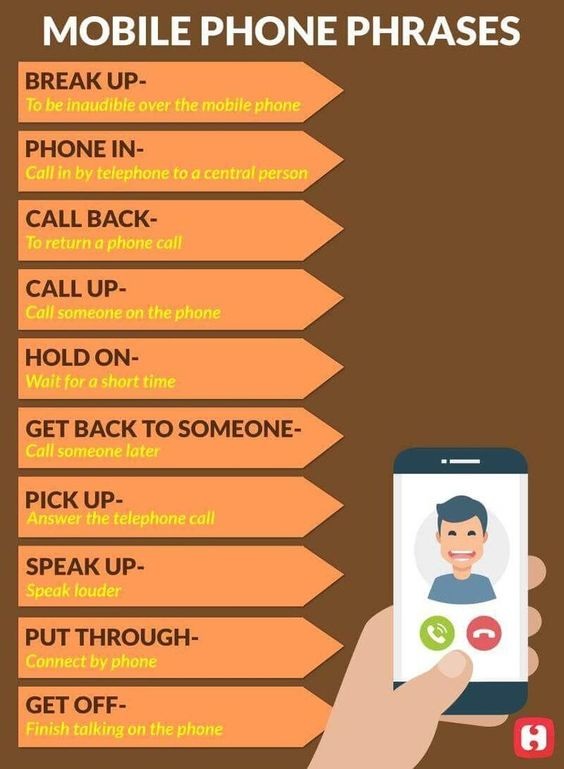 MOBILE PHONE PHRASES
BREAK UP-
To be inaudible over the mobile phone
PHONE IN-
Call in by telephone to a central person
CALL BACK-
To return a phone call
CALL UP-
Call someone on the phone
HOLD ON-
Wait for a short time
GET BACK TO SOMEONE-
Call someone later
PICK UP-
Answer the telephone call
SPEAK UP-
Speak louder
PUT THROUGH-
Connect by phone
GET OFF-
Finish talking on the phone